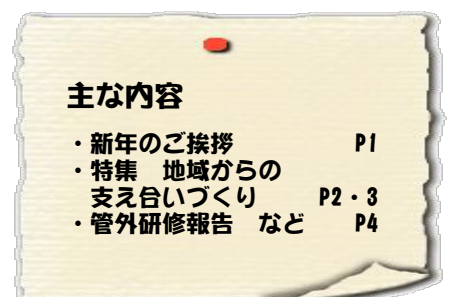 主な内容
・新年のご挨拶　P1
・特集　地域からの
支え合いづくり　P2・3
・管外研修報告　など　P4